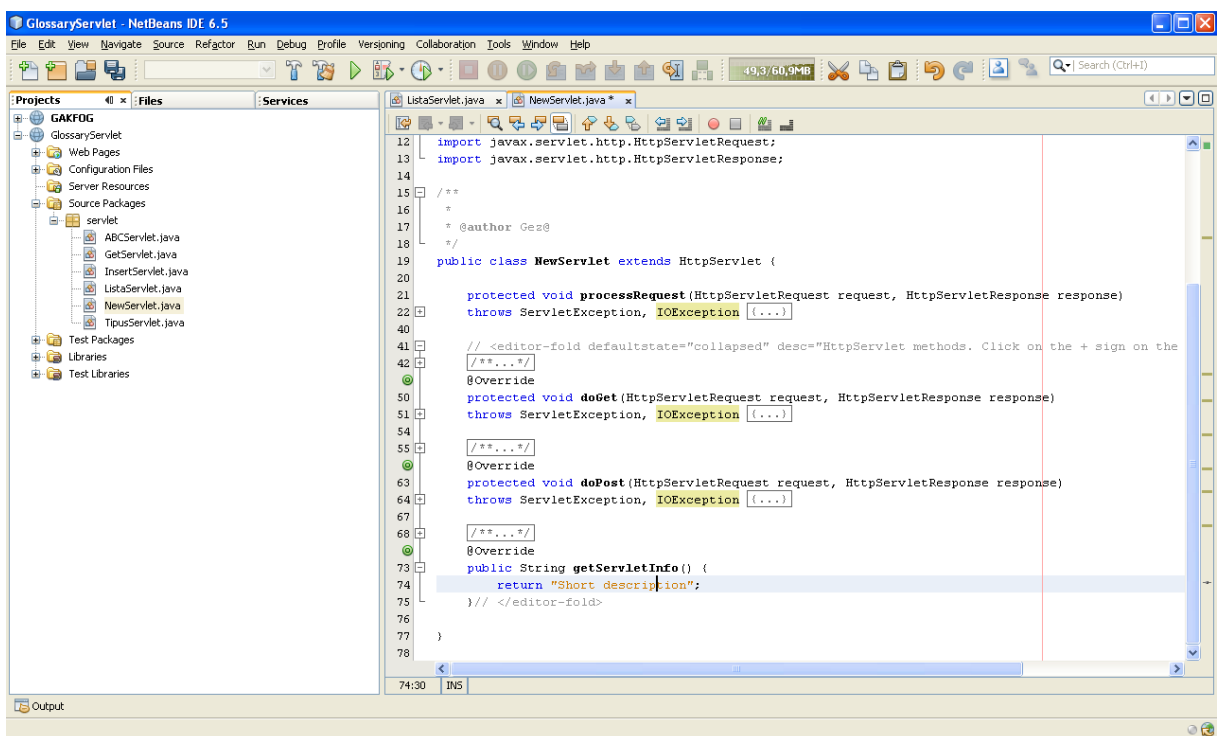 GlossaryServlet - NetBeans IDE 6.5
File Edit View Navigate Source Refactor Run Debug Profile Versioning Collaboration Tools Window Help
49,3/60,9MB
Search (Ctrl+I)
Projects Files Services
GAKFOG
GlossaryServlet
Web Pages
Configuration Files
Server Resources
Source Packages
servlet
ABCServlet.java
GetServlet.java
InsertServlet.java
ListaServlet.java
NewServlet.java
TipusServlet.java
Test Packages
Libraries
Test Libraries
ListaServlet.java x NewServlet.java * x
12 import javax.servlet.http.HttpServletRequest;
13 import javax.servlet.http.HttpServletResponse;
14
15 /**
16 *
17 * @author Gez@
18 */
19 public class NewServlet extends HttpServlet {
20
21 protected void processRequest(HttpServletRequest request, HttpServletResponse response)
22 throws ServletException, IOException {...}
40
41 // <editor-fold defaultstate="collapsed" desc="HttpServlet methods. Click on the + sign on the
42 /**...*/
@Override
50 protected void doGet(HttpServletRequest request, HttpServletResponse response)
51 throws ServletException, IOException {...}
54
55 /**...*/
@Override
63 protected void doPost(HttpServletRequest request, HttpServletResponse response)
64 throws ServletException, IOException {...}
67
68 /**...*/
@Override
73 public String getServletInfo() {
74 return "Short description";
75 }// </editor-fold>
76
77 }
78
74:30 INS
Output